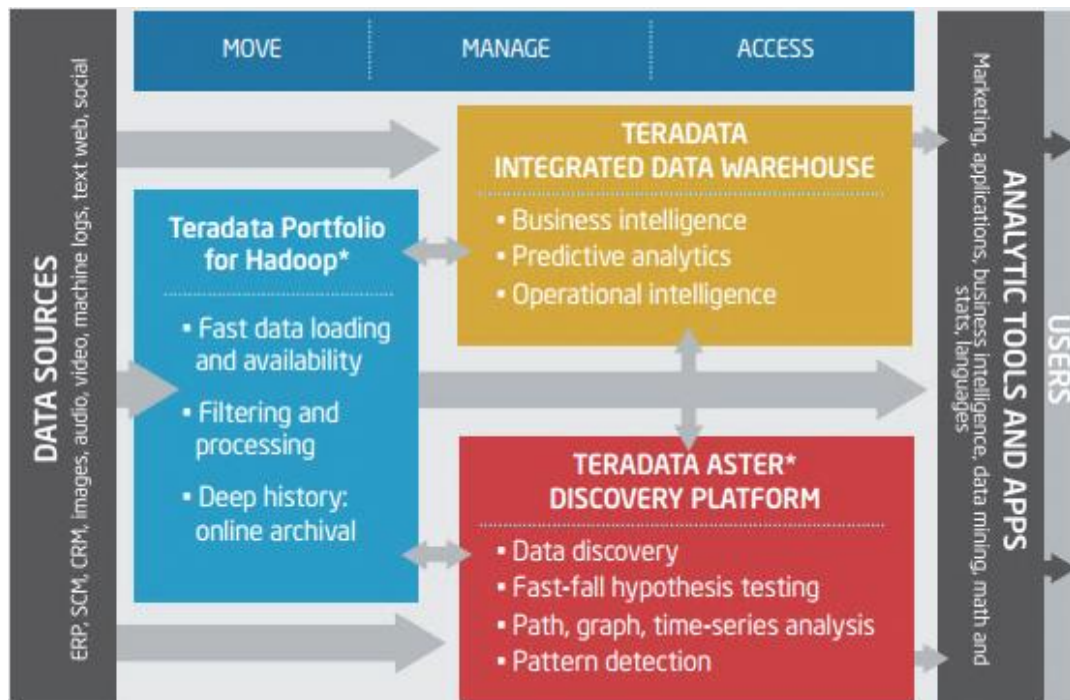 MOVE
MANAGE
ACCESS
DATA SOURCES
ERP, SCM, CRM, images, audio, video, machine logs, text web, social
Teradata Portfolio
for Hadoop*
▪ Fast data loading
and availability
▪ Filtering and
processing
▪ Deep history:
online archival
TERADATA
INTEGRATED DATA WAREHOUSE
▪ Business intelligence
▪ Predictive analytics
▪ Operational intelligence
TERADATA ASTER*
DISCOVERY PLATFORM
▪ Data discovery
▪ Fast-fall hypothesis testing
▪ Path, graph, time-series analysis
▪ Pattern detection
ANALYTIC TOOLS AND APPS
Marketing, applications, business intelligence, data mining, math and
stats, languages
USERS